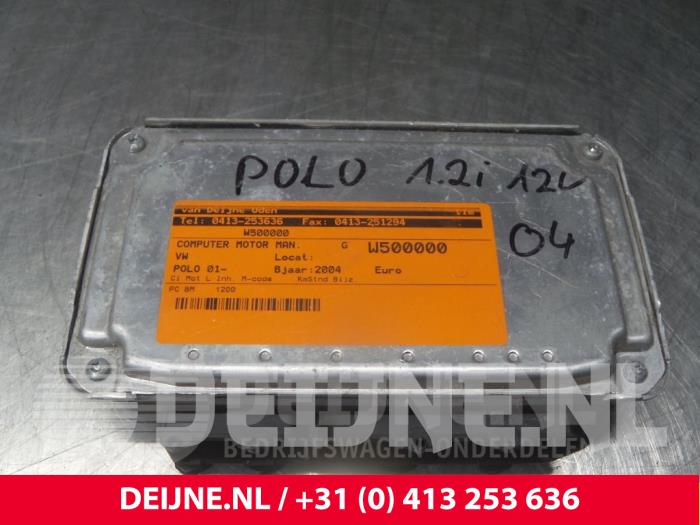 POLO 1.2i 12V
04
Van Deijne Uden
Tel: 0413-253636 Fax: 0413-251294
W500000
COMPUTER MOTOR MAN. G W500000
VW Locat:
POLO 01- Bjaar:2004 Euro
Ci Mot L Inh. M-code KmStnd Bijz.
PC BM 1200
DEIJNE.NL
BEDRIJFSWAGEN-ONDERDELEN
DEIJNE.NL / +31 (0) 413 253 636